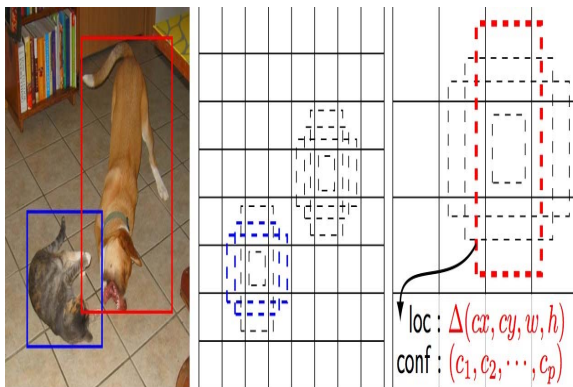 loc : Δ(cx, cy, w, h)
conf : (c₁, c₂, ⋯, cₚ)